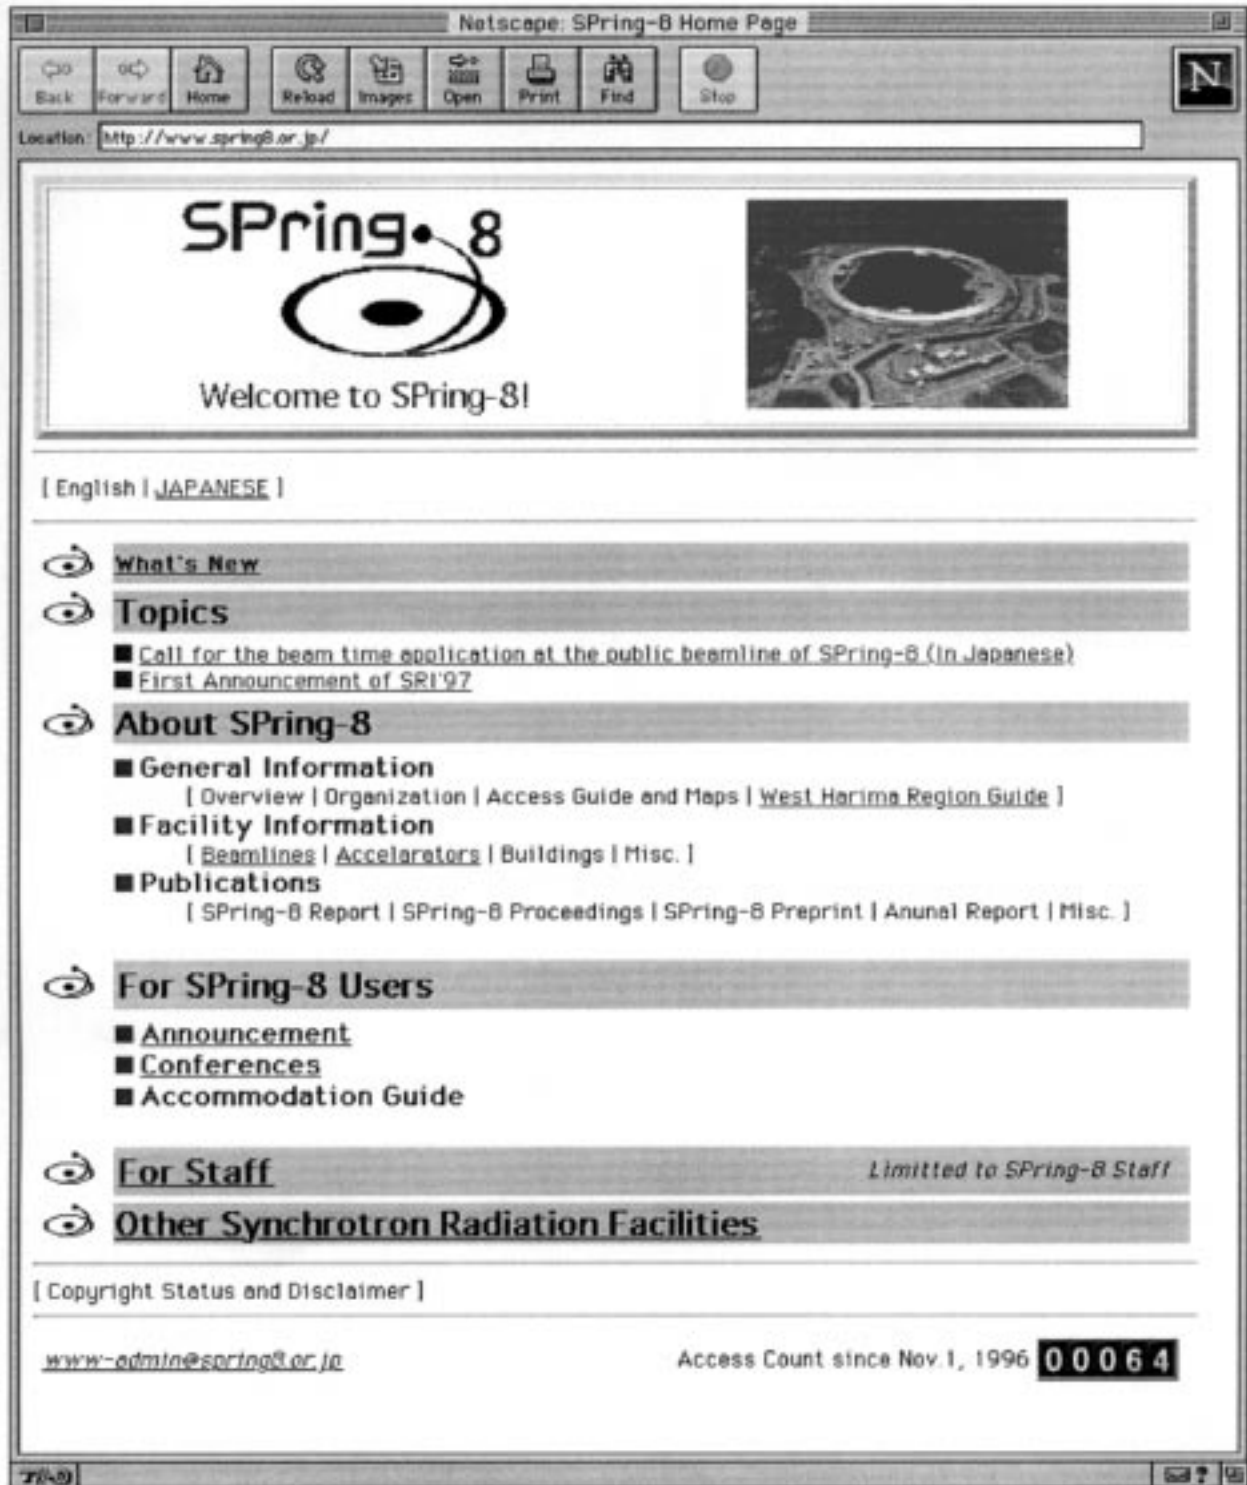 Netscape: SPring-8 Home Page
Back Forward Home Reload Images Open Print Find Stop
N
Location: http://www.spring8.or.jp/
SPring-8
Welcome to SPring-8!
[ English | JAPANESE ]
What's New
Topics
Call for the beam time application at the public beamline of SPring-8 (In Japanese)
First Announcement of SRI'97
About SPring-8
General Information
[ Overview | Organization | Access Guide and Maps | West Harima Region Guide ]
Facility Information
[ Beamlines | Accelarators | Buildings | Misc. ]
Publications
[ SPring-8 Report | SPring-8 Proceedings | SPring-8 Preprint | Anunal Report | Misc. ]
For SPring-8 Users
Announcement
Conferences
Accommodation Guide
For Staff Limitted to SPring-8 Staff
Other Synchrotron Radiation Facilities
[ Copyright Status and Disclaimer ]
www-admin@spring8.or.jp Access Count since Nov.1, 1996 00064
?